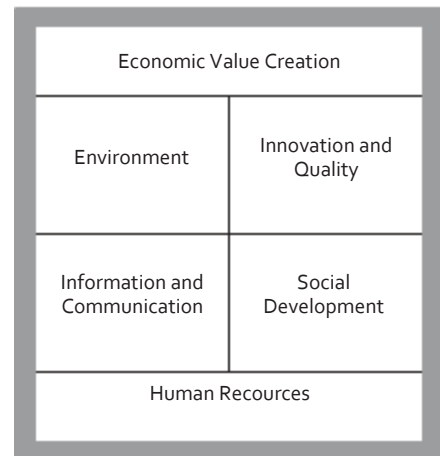 Economic Value Creation
Environment
Innovation and
Quality
Information and
Communication
Social
Development
Human Recources